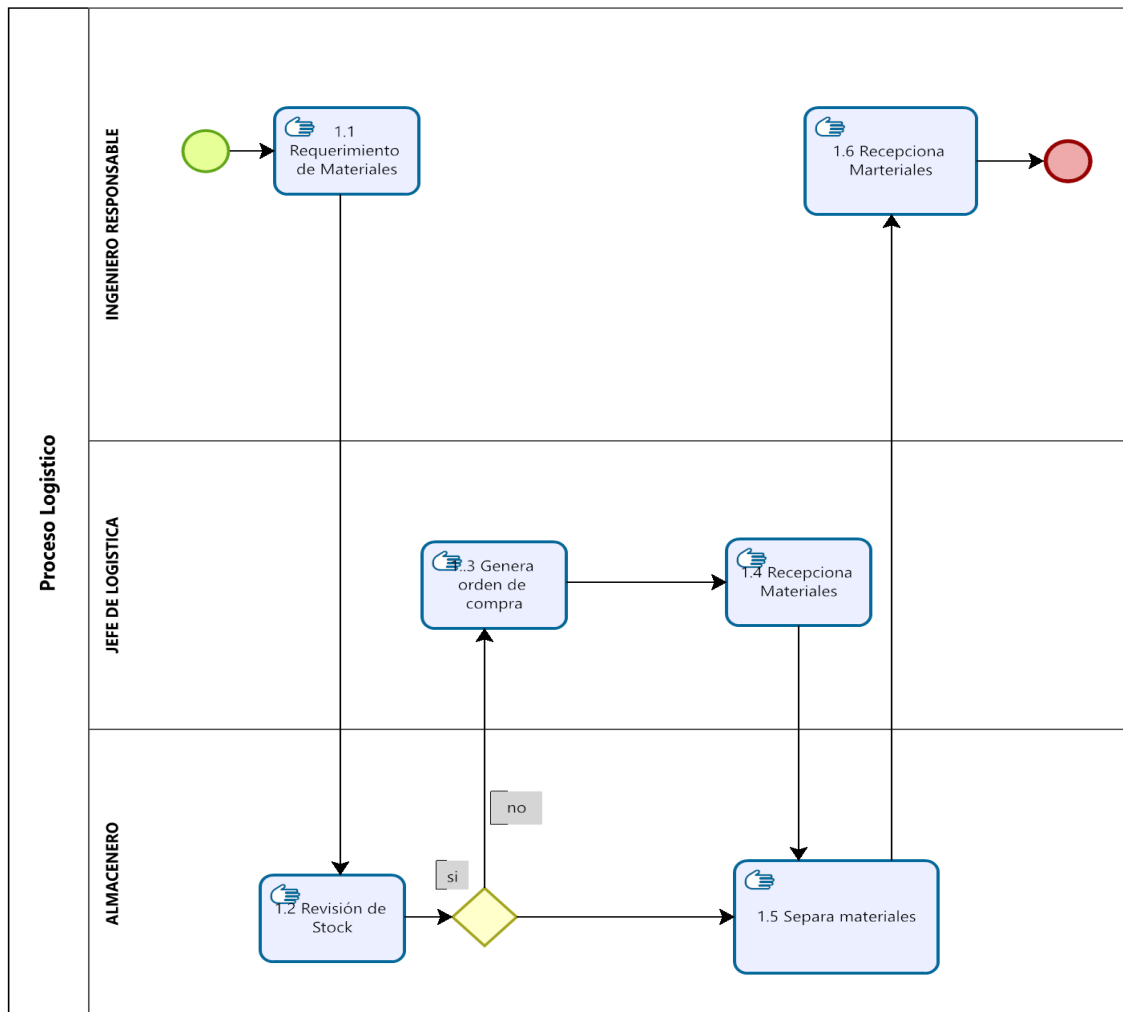 Proceso Logistico
INGENIERO RESPONSABLE
1.1
Requerimiento
de Materiales
1.6 Recepciona
Marteriales
JEFE DE LOGISTICA
1..3 Genera
orden de
compra
1.4 Recepciona
Materiales
ALMACENERO
no
si
1.2 Revisión de
Stock
1.5 Separa materiales